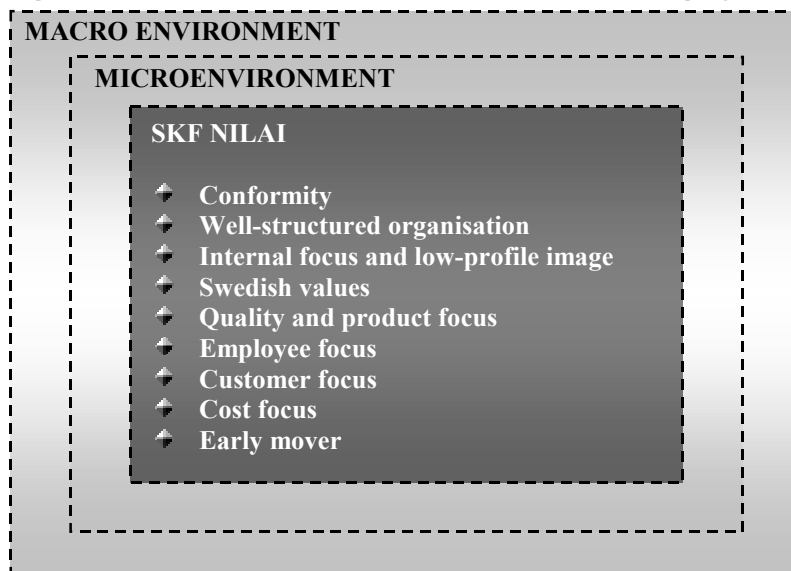 MACRO ENVIRONMENT
MICROENVIRONMENT
SKF NILAI
Conformity
Well-structured organisation
Internal focus and low-profile image
Swedish values
Quality and product focus
Employee focus
Customer focus
Cost focus
Early mover